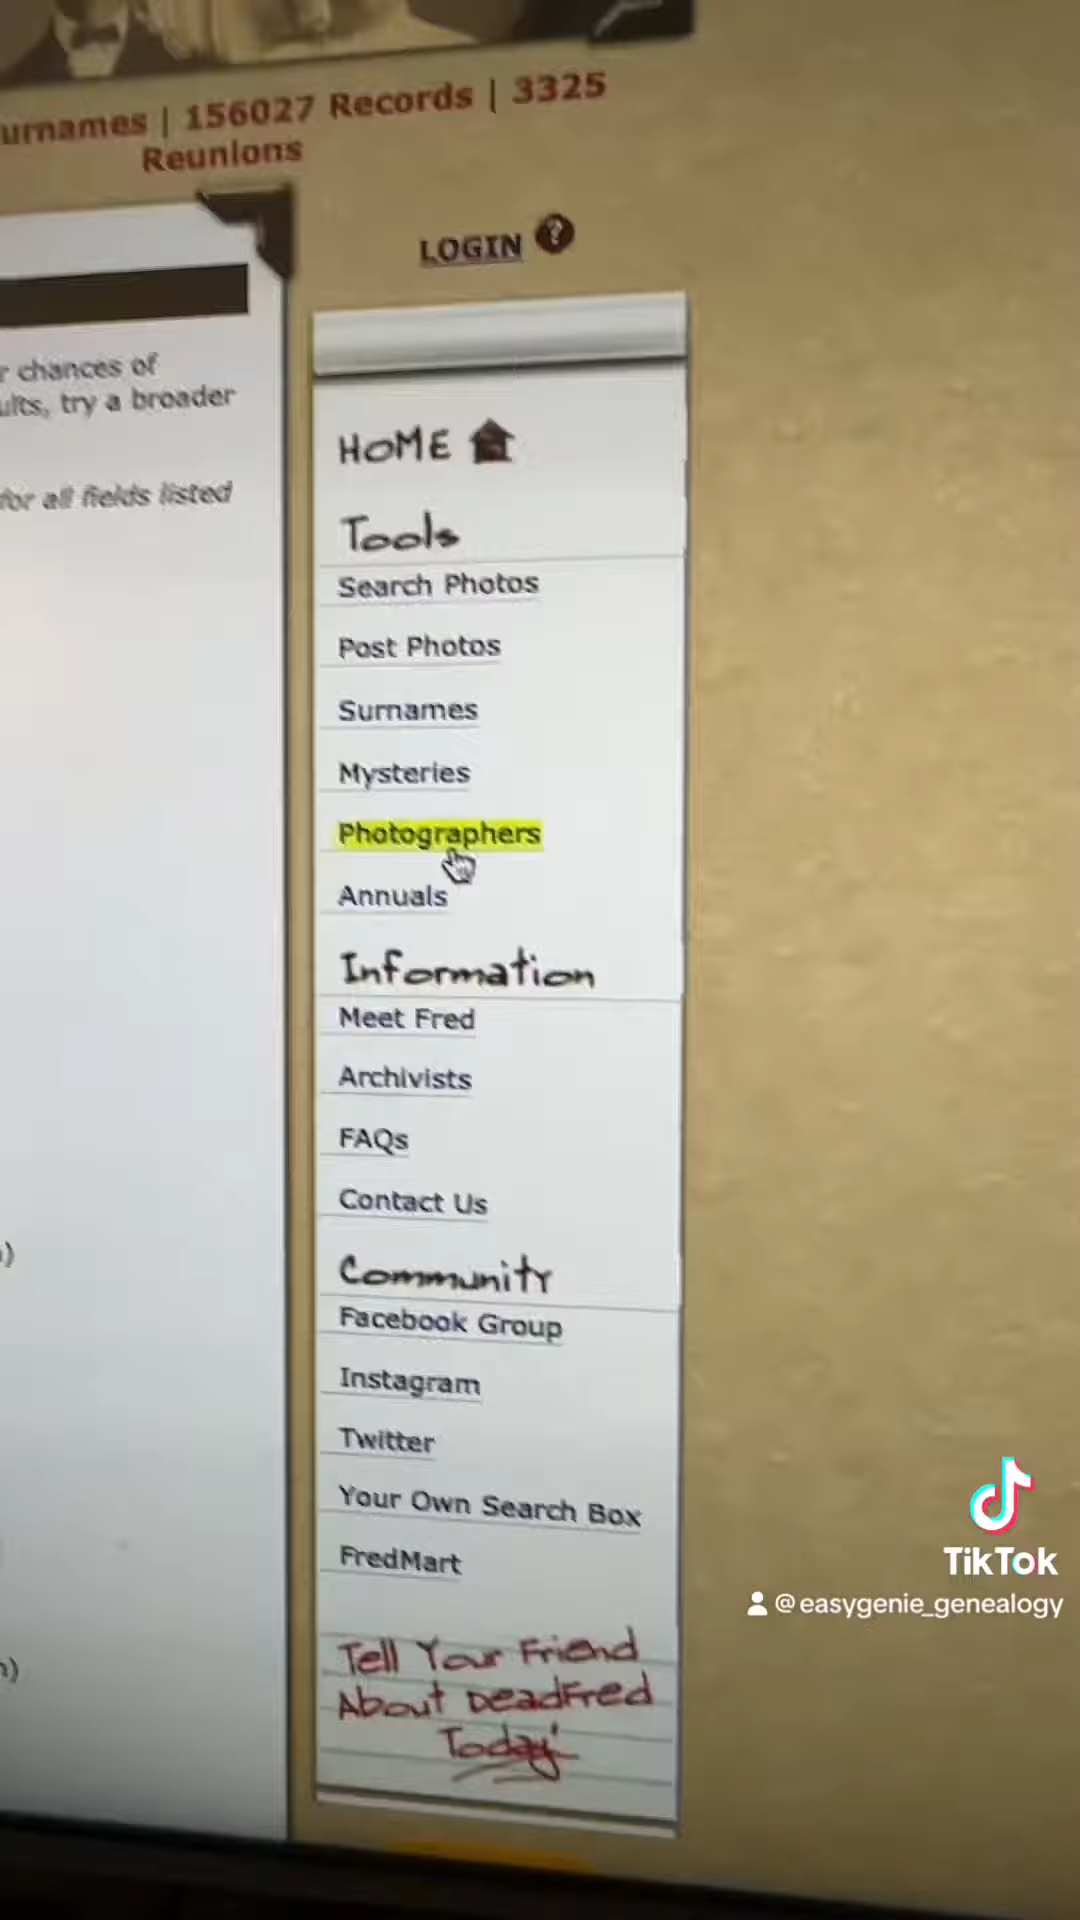 urnames | 156027 Records | 3325
Reunions
LOGIN ?
r chances of
ults, try a broader
for all fields listed
HOME
Tools
Search Photos
Post Photos
Surnames
Mysteries
Photographers
Annuals
Information
Meet Fred
Archivists
FAQs
Contact Us
Community
Facebook Group
Instagram
Twitter
Your Own Search Box
FredMart
Tell Your Friend
About DeadFred
Today!
TikTok
@easygenie_genealogy